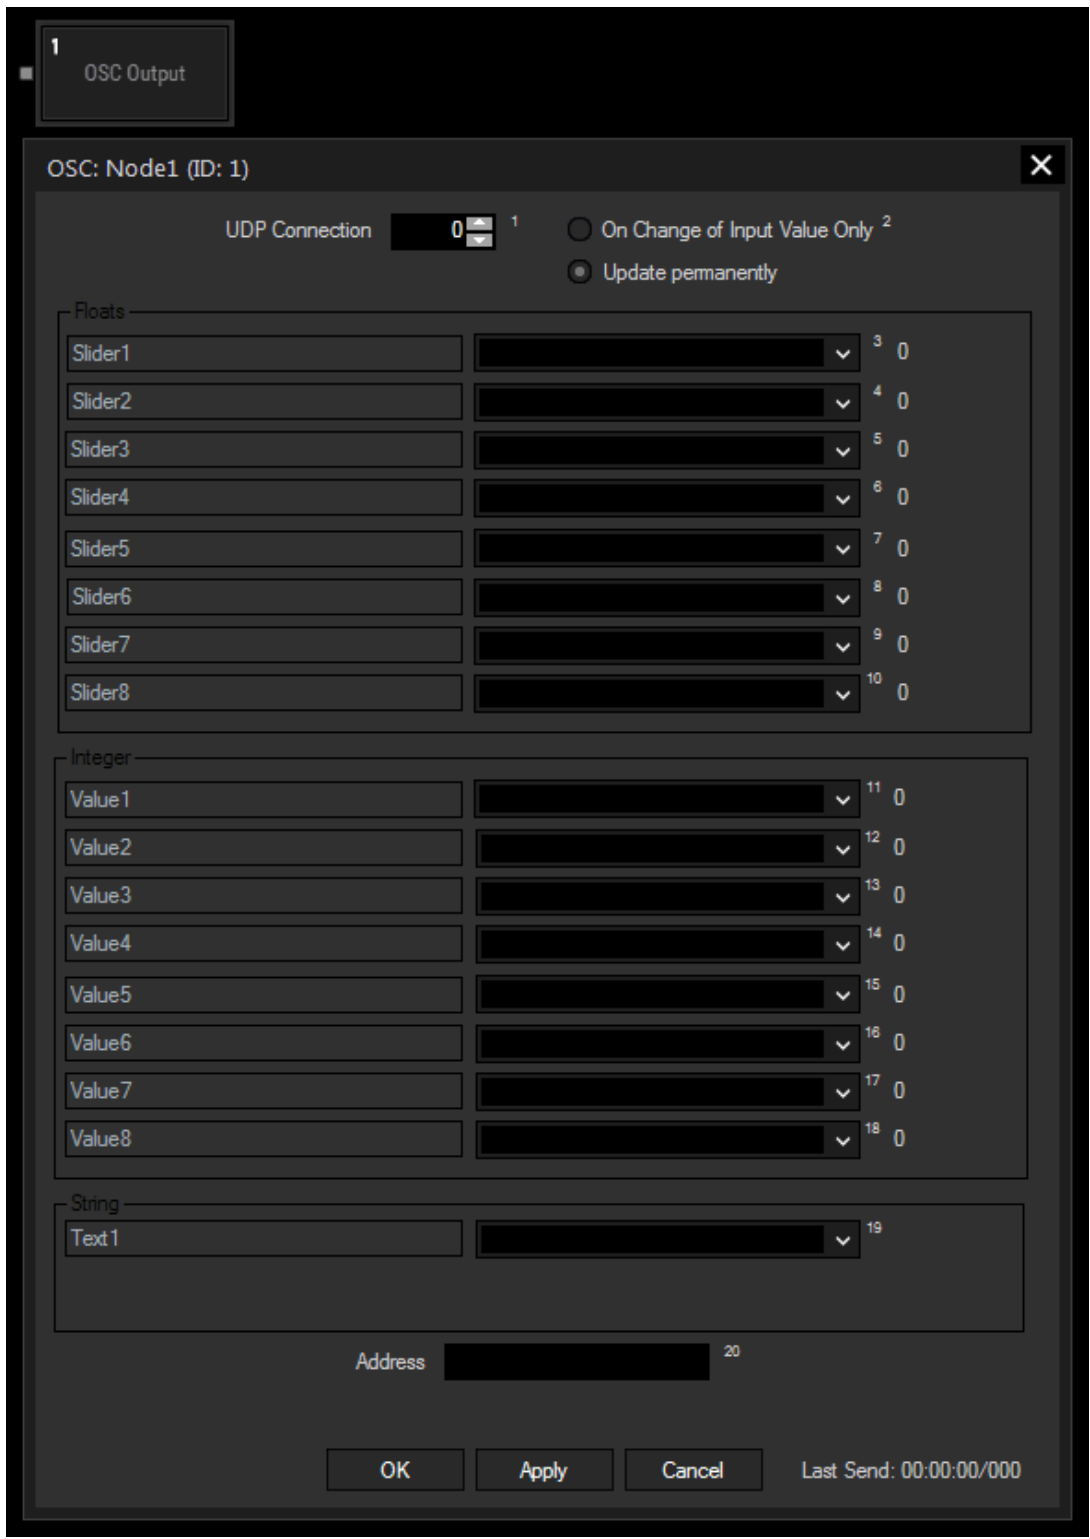 1
OSC Output
OSC: Node1 (ID: 1)
UDP Connection 0 1 On Change of Input Value Only 2
Update permanently
Floats
Slider1 3 0
Slider2 4 0
Slider3 5 0
Slider4 6 0
Slider5 7 0
Slider6 8 0
Slider7 9 0
Slider8 10 0
Integer
Value1 11 0
Value2 12 0
Value3 13 0
Value4 14 0
Value5 15 0
Value6 16 0
Value7 17 0
Value8 18 0
String
Text1 19
Address 20
OK Apply Cancel Last Send: 00:00:00/000